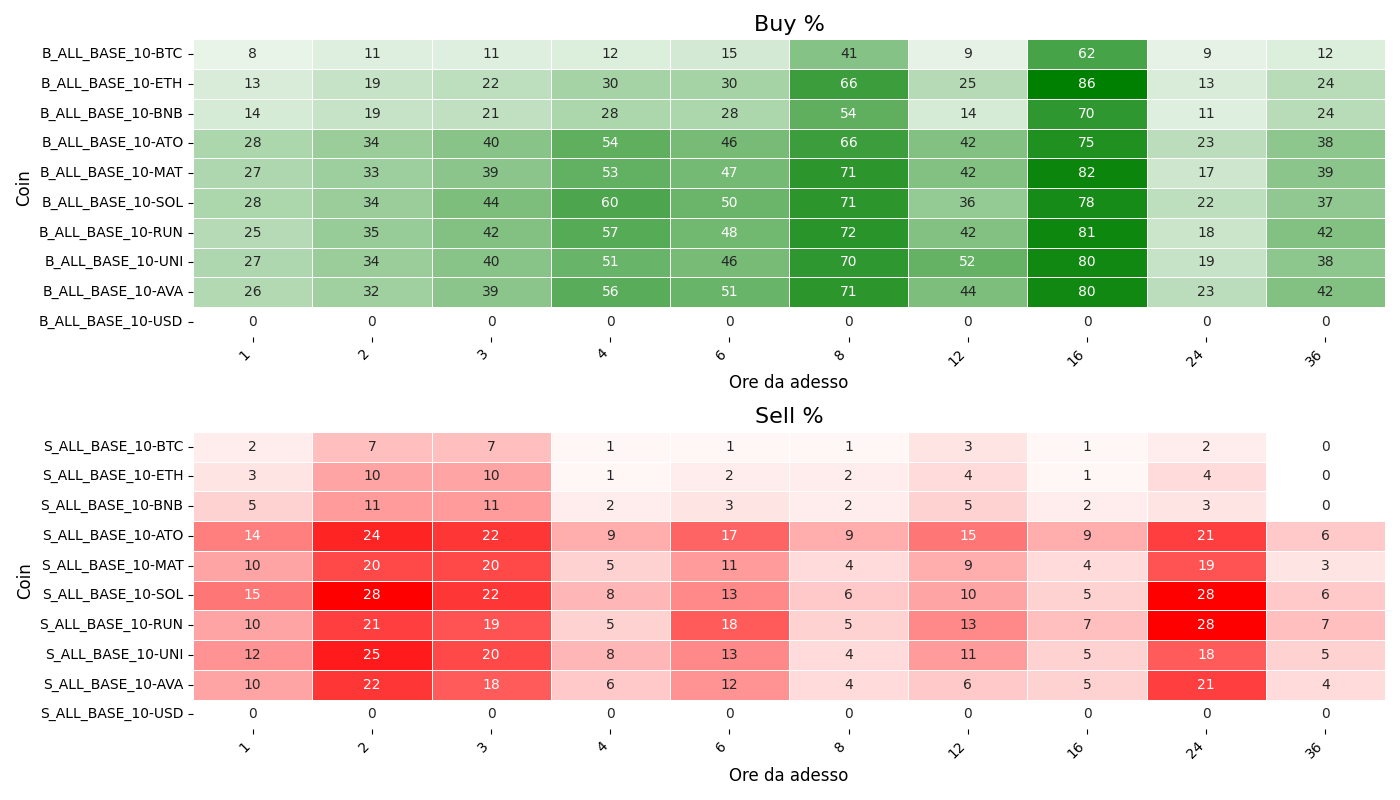 Buy %
Coin
B_ALL_BASE_10-BTC 8 11 11 12 15 41 9 62 9 12
B_ALL_BASE_10-ETH 13 19 22 30 30 66 25 86 13 24
B_ALL_BASE_10-BNB 14 19 21 28 28 54 14 70 11 24
B_ALL_BASE_10-ATO 28 34 40 54 46 66 42 75 23 38
B_ALL_BASE_10-MAT 27 33 39 53 47 71 42 82 17 39
B_ALL_BASE_10-SOL 28 34 44 60 50 71 36 78 22 37
B_ALL_BASE_10-RUN 25 35 42 57 48 72 42 81 18 42
B_ALL_BASE_10-UNI 27 34 40 51 46 70 52 80 19 38
B_ALL_BASE_10-AVA 26 32 39 56 51 71 44 80 23 42
B_ALL_BASE_10-USD 0 0 0 0 0 0 0 0 0 0
1 2 3 4 6 8 12 16 24 36
Ore da adesso
Sell %
Coin
S_ALL_BASE_10-BTC 2 7 7 1 1 1 3 1 2 0
S_ALL_BASE_10-ETH 3 10 10 1 2 2 4 1 4 0
S_ALL_BASE_10-BNB 5 11 11 2 3 2 5 2 3 0
S_ALL_BASE_10-ATO 14 24 22 9 17 9 15 9 21 6
S_ALL_BASE_10-MAT 10 20 20 5 11 4 9 4 19 3
S_ALL_BASE_10-SOL 15 28 22 8 13 6 10 5 28 6
S_ALL_BASE_10-RUN 10 21 19 5 18 5 13 7 28 7
S_ALL_BASE_10-UNI 12 25 20 8 13 4 11 5 18 5
S_ALL_BASE_10-AVA 10 22 18 6 12 4 6 5 21 4
S_ALL_BASE_10-USD 0 0 0 0 0 0 0 0 0 0
1 2 3 4 6 8 12 16 24 36
Ore da adesso